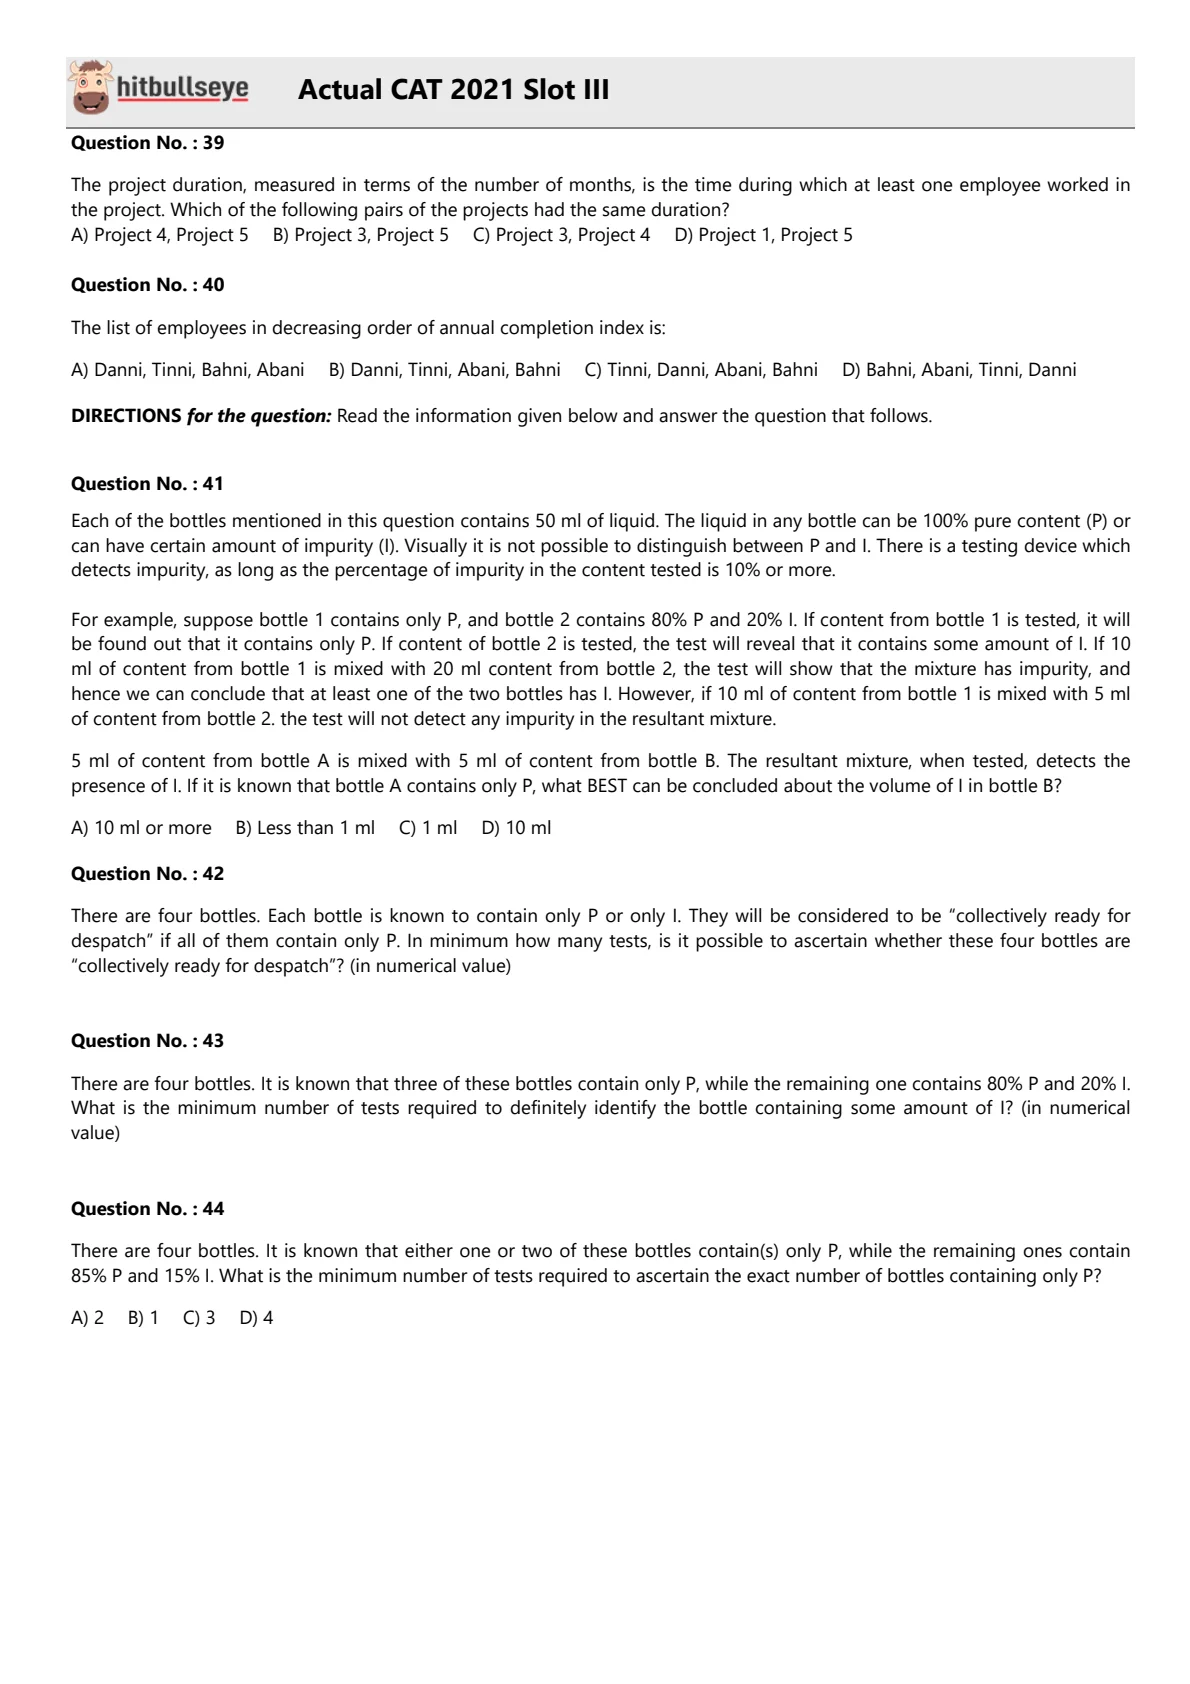 hitbullseye Actual CAT 2021 Slot III
Question No. : 39
The project duration, measured in terms of the number of months, is the time during which at least one employee worked in
the project. Which of the following pairs of the projects had the same duration?
A) Project 4, Project 5 B) Project 3, Project 5 C) Project 3, Project 4 D) Project 1, Project 5
Question No. : 40
The list of employees in decreasing order of annual completion index is:
A) Danni, Tinni, Bahni, Abani B) Danni, Tinni, Abani, Bahni C) Tinni, Danni, Abani, Bahni D) Bahni, Abani, Tinni, Danni
DIRECTIONS for the question: Read the information given below and answer the question that follows.
Question No. : 41
Each of the bottles mentioned in this question contains 50 ml of liquid. The liquid in any bottle can be 100% pure content (P) or
can have certain amount of impurity (I). Visually it is not possible to distinguish between P and I. There is a testing device which
detects impurity, as long as the percentage of impurity in the content tested is 10% or more.
For example, suppose bottle 1 contains only P, and bottle 2 contains 80% P and 20% I. If content from bottle 1 is tested, it will
be found out that it contains only P. If content of bottle 2 is tested, the test will reveal that it contains some amount of I. If 10
ml of content from bottle 1 is mixed with 20 ml content from bottle 2, the test will show that the mixture has impurity, and
hence we can conclude that at least one of the two bottles has I. However, if 10 ml of content from bottle 1 is mixed with 5 ml
of content from bottle 2. the test will not detect any impurity in the resultant mixture.
5 ml of content from bottle A is mixed with 5 ml of content from bottle B. The resultant mixture, when tested, detects the
presence of I. If it is known that bottle A contains only P, what BEST can be concluded about the volume of I in bottle B?
A) 10 ml or more B) Less than 1 ml C) 1 ml D) 10 ml
Question No. : 42
There are four bottles. Each bottle is known to contain only P or only I. They will be considered to be “collectively ready for
despatch” if all of them contain only P. In minimum how many tests, is it possible to ascertain whether these four bottles are
“collectively ready for despatch”? (in numerical value)
Question No. : 43
There are four bottles. It is known that three of these bottles contain only P, while the remaining one contains 80% P and 20% I.
What is the minimum number of tests required to definitely identify the bottle containing some amount of I? (in numerical
value)
Question No. : 44
There are four bottles. It is known that either one or two of these bottles contain(s) only P, while the remaining ones contain
85% P and 15% I. What is the minimum number of tests required to ascertain the exact number of bottles containing only P?
A) 2 B) 1 C) 3 D) 4